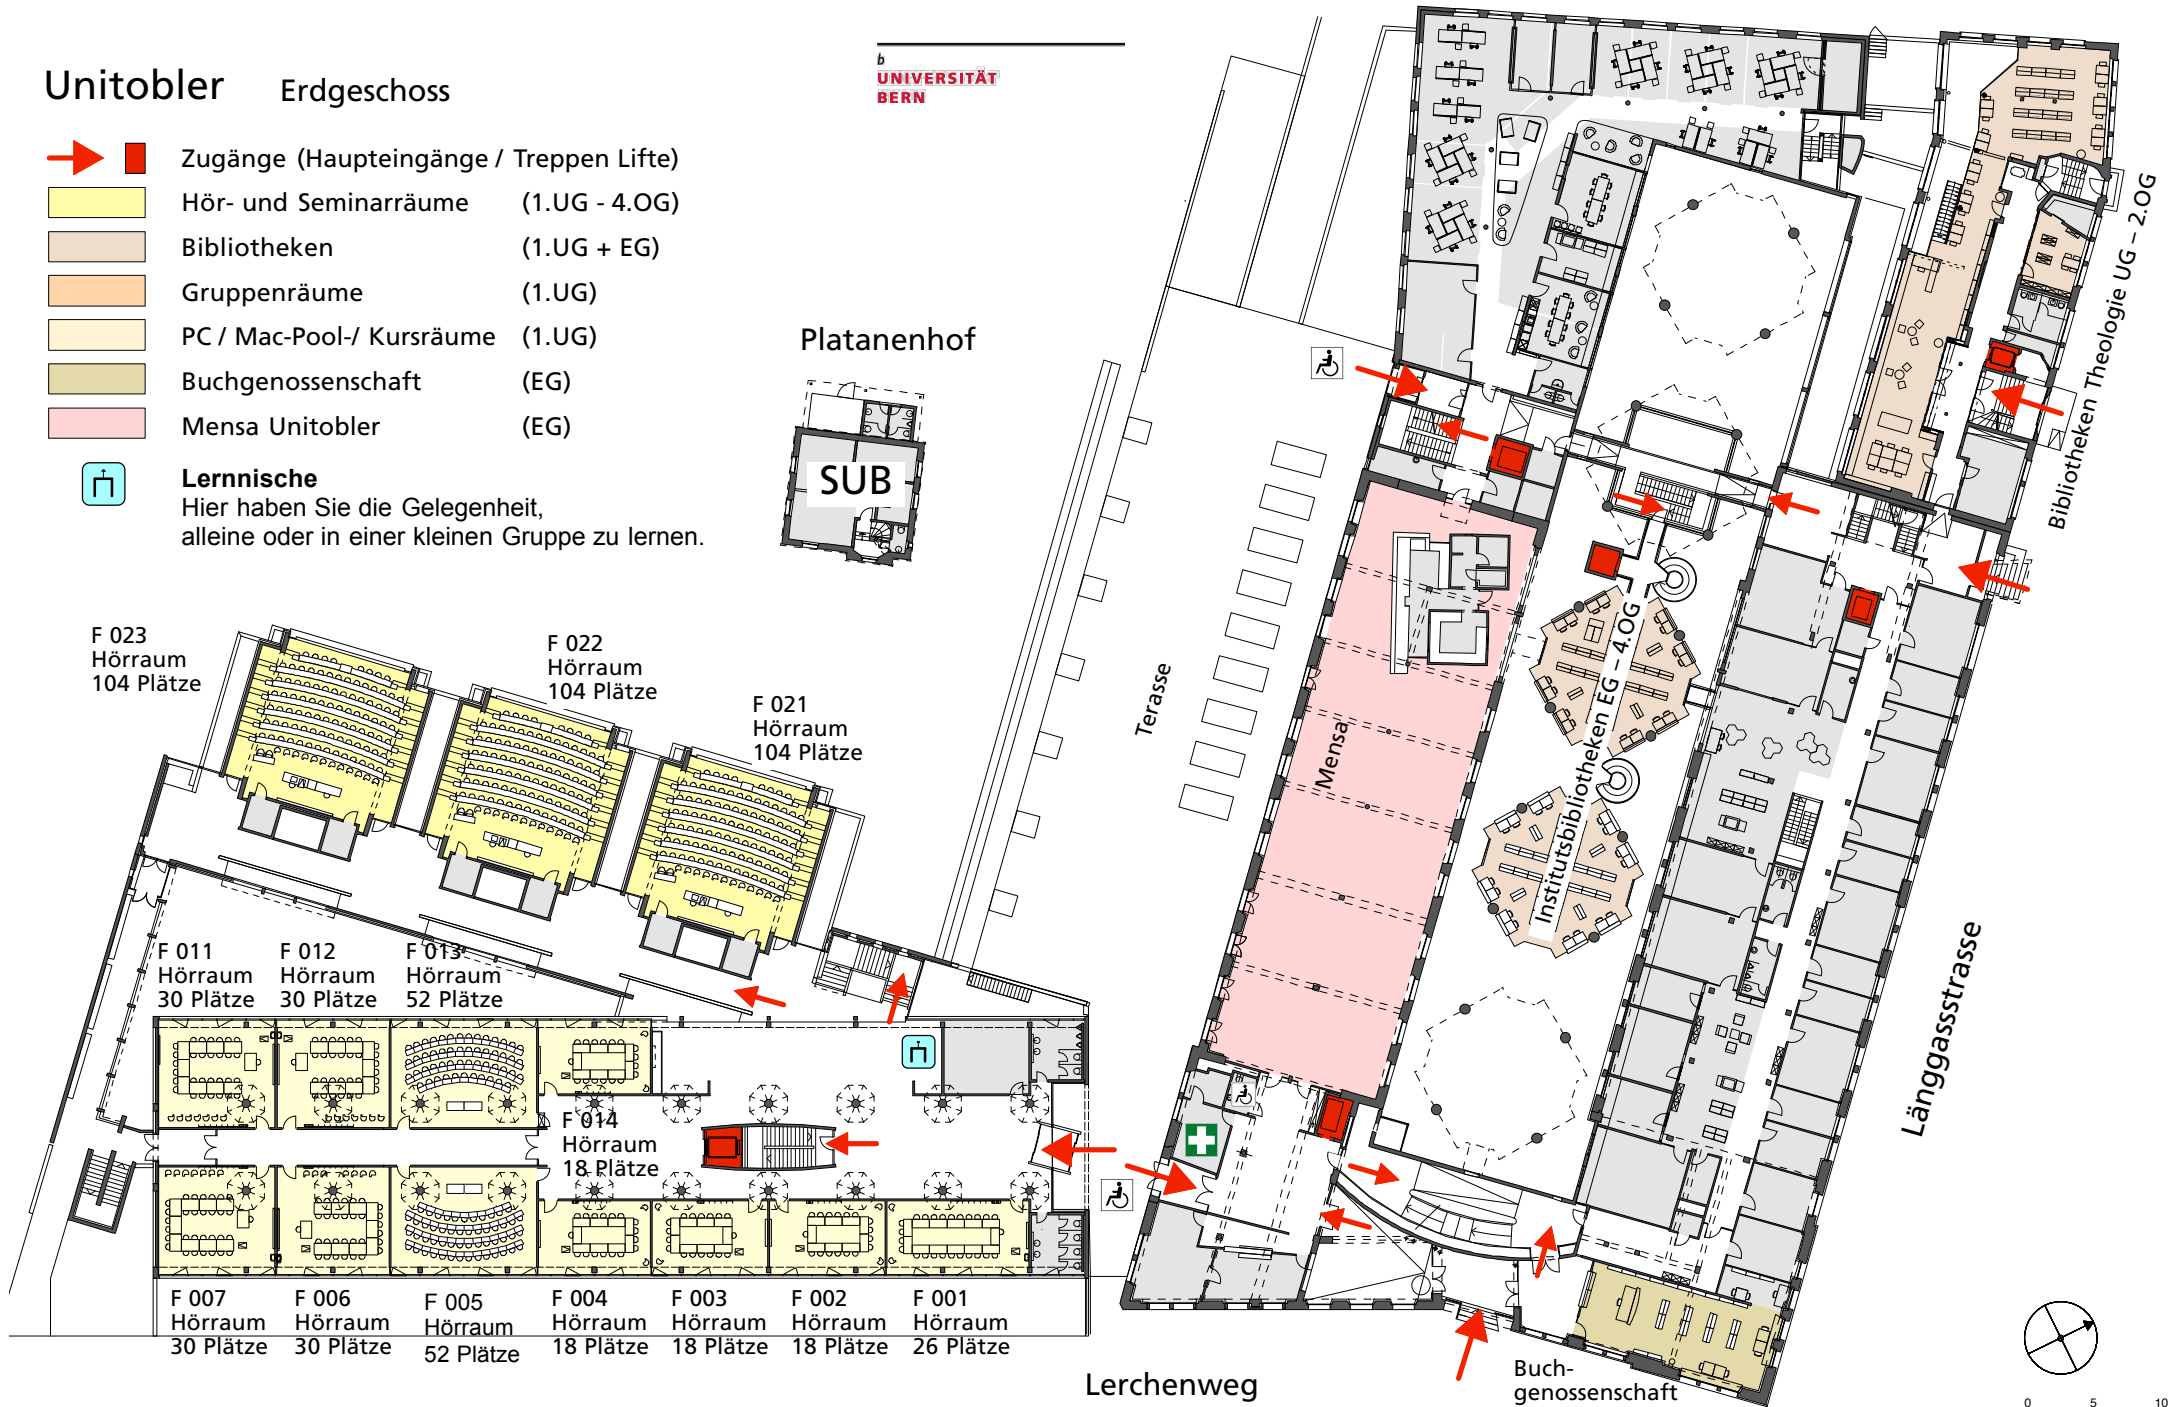 Unitobler Erdgeschoss
b
UNIVERSITÄT
BERN
Zugänge (Haupteingänge / Treppen Lifte)
Hör- und Seminarräume (1.UG - 4.OG)
Bibliotheken (1.UG + EG)
Gruppenräume (1.UG)
PC / Mac-Pool-/ Kursräume (1.UG)
Buchgenossenschaft (EG)
Mensa Unitobler (EG)
Lernnische
Hier haben Sie die Gelegenheit,
alleine oder in einer kleinen Gruppe zu lernen.
Platanenhof
SUB
F 023
Hörraum
104 Plätze
F 022
Hörraum
104 Plätze
F 021
Hörraum
104 Plätze
F 011
Hörraum
30 Plätze
F 012
Hörraum
30 Plätze
F 013
Hörraum
52 Plätze
F 014
Hörraum
18 Plätze
F 007
Hörraum
30 Plätze
F 006
Hörraum
30 Plätze
F 005
Hörraum
52 Plätze
F 004
Hörraum
18 Plätze
F 003
Hörraum
18 Plätze
F 002
Hörraum
18 Plätze
F 001
Hörraum
26 Plätze
Terasse
Mensa
Institutsbibliotheken EG – 4.OG
Bibliotheken Theologie UG – 2.OG
Länggassstrasse
Lerchenweg
Buch-
genossenschaft
0 5 10